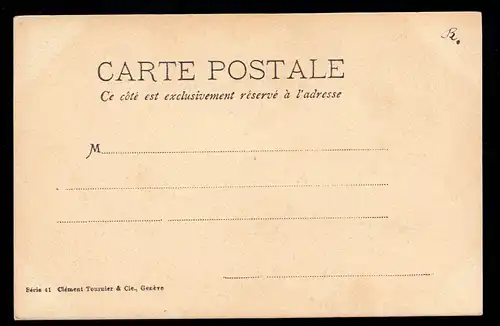 CARTE POSTALE
Ce côté est exclusivement réservé à l'adresse
M
Série 41 Clément Tournier & Cie., Genève